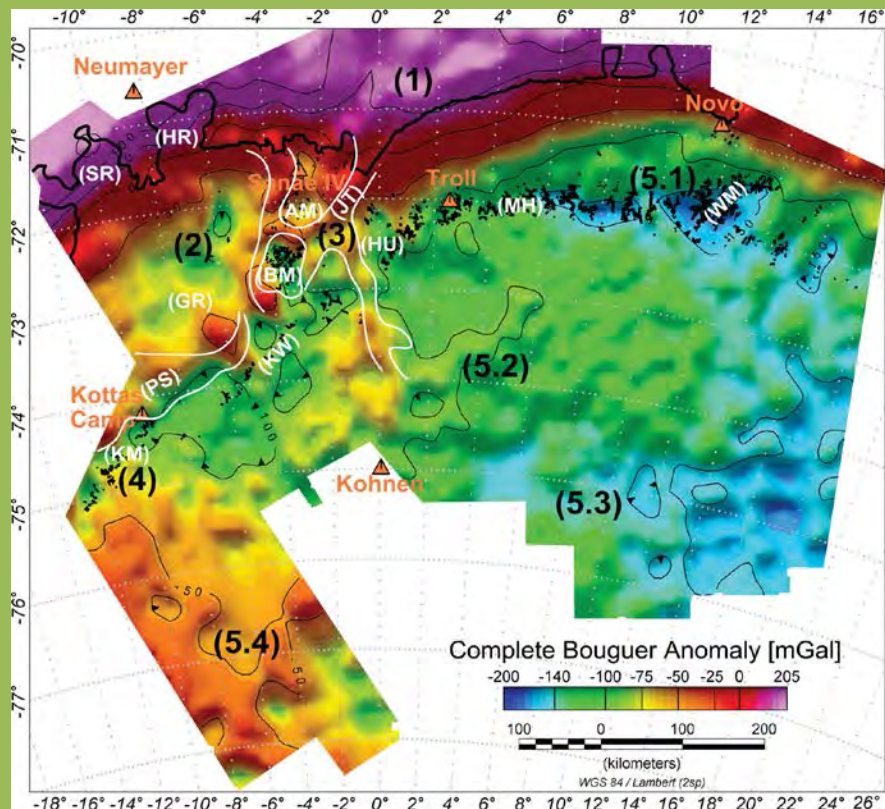 -10° -8° -6° -4° -2° 0° 2° 4° 6° 8° 10° 12° 14° 16°
-70°
Neumayer
(1)
Novo.
-71°
(HR)
(SR)
Sanae IV
Troll
(5.1)
(AM)
(JT)
(MH)
(WM)
-72°
(2)
(3)
(HU)
(BM)
(GR)
-73°
(KW)
(5.2)
(PS)
Kottas
Camp
-74°
-100
(KM)
(4)
Kohnen
(5.3)
-75°
-50
-76°
(5.4)
-50
Complete Bouguer Anomaly [mGal]
-77°
-200 -140 -100 -75 -50 -25 0 205
100 0 100 200
(kilometers)
WGS 84 / Lambert (2sp)
-18° -16° -14° -12° -10° -8° -6° -4° -2° 0° 2° 4° 6° 8° 10° 12° 14° 16° 18° 20° 22° 24° 26°